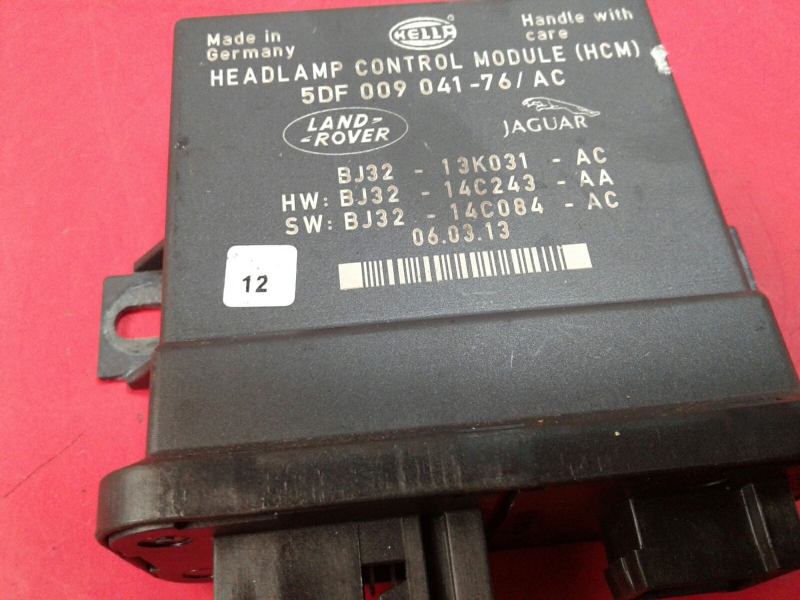 Made in
Germany
HELLA
Handle with
care
HEADLAMP CONTROL MODULE (HCM)
5DF 009 041-76/AC
LAND-
-ROVER
JAGUAR
BJ32 - 13K031 - AC
HW: BJ32 - 14C243 - AA
SW: BJ32 - 14C084 - AC
06.03.13
12